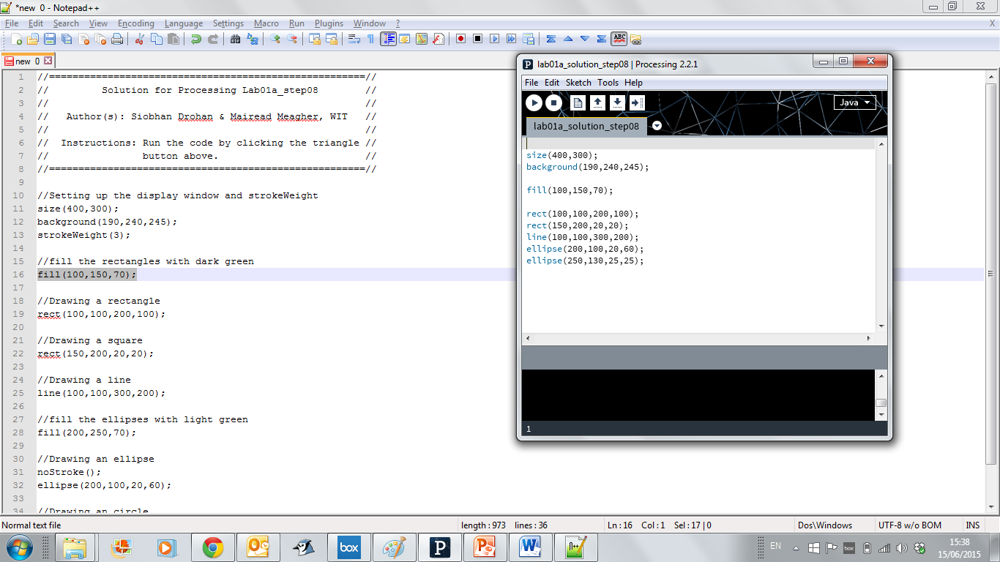 *new  0 - Notepad++
File Edit Search View Encoding Language Settings Macro Run Plugins Window ? X
ABC
new  0
1 //======================================================//
2 //         Solution for Processing Lab01a_step08        //
3 //                                                      //
4 //   Author(s): Siobhan Drohan & Mairead Meagher, WIT   //
5 //                                                      //
6 //  Instructions: Run the code by clicking the triangle //
7 //                button above.                         //
8 //======================================================//
9
10 //Setting up the display window and strokeWeight
11 size(400,300);
12 background(190,240,245);
13 strokeWeight(3);
14
15 //fill the rectangles with dark green
16 fill(100,150,70);
17
18 //Drawing a rectangle
19 rect(100,100,200,100);
20
21 //Drawing a square
22 rect(150,200,20,20);
23
24 //Drawing a line
25 line(100,100,300,200);
26
27 //fill the ellipses with light green
28 fill(200,250,70);
29
30 //Drawing an ellipse
31 noStroke();
32 ellipse(200,100,20,60);
33
34 //Drawing an circle
P lab01a_solution_step08 | Processing 2.2.1
File Edit Sketch Tools Help
Java
lab01a_solution_step08
size(400,300);
background(190,240,245);
fill(100,150,70);
rect(100,100,200,100);
rect(150,200,20,20);
line(100,100,300,200);
ellipse(200,100,20,60);
ellipse(250,130,25,25);
1
Normal text file length : 973 lines : 36 Ln : 16 Col : 1 Sel : 17 | 0 Dos\Windows UTF-8 w/o BOM INS
box P EN box 15:38
15/06/2015